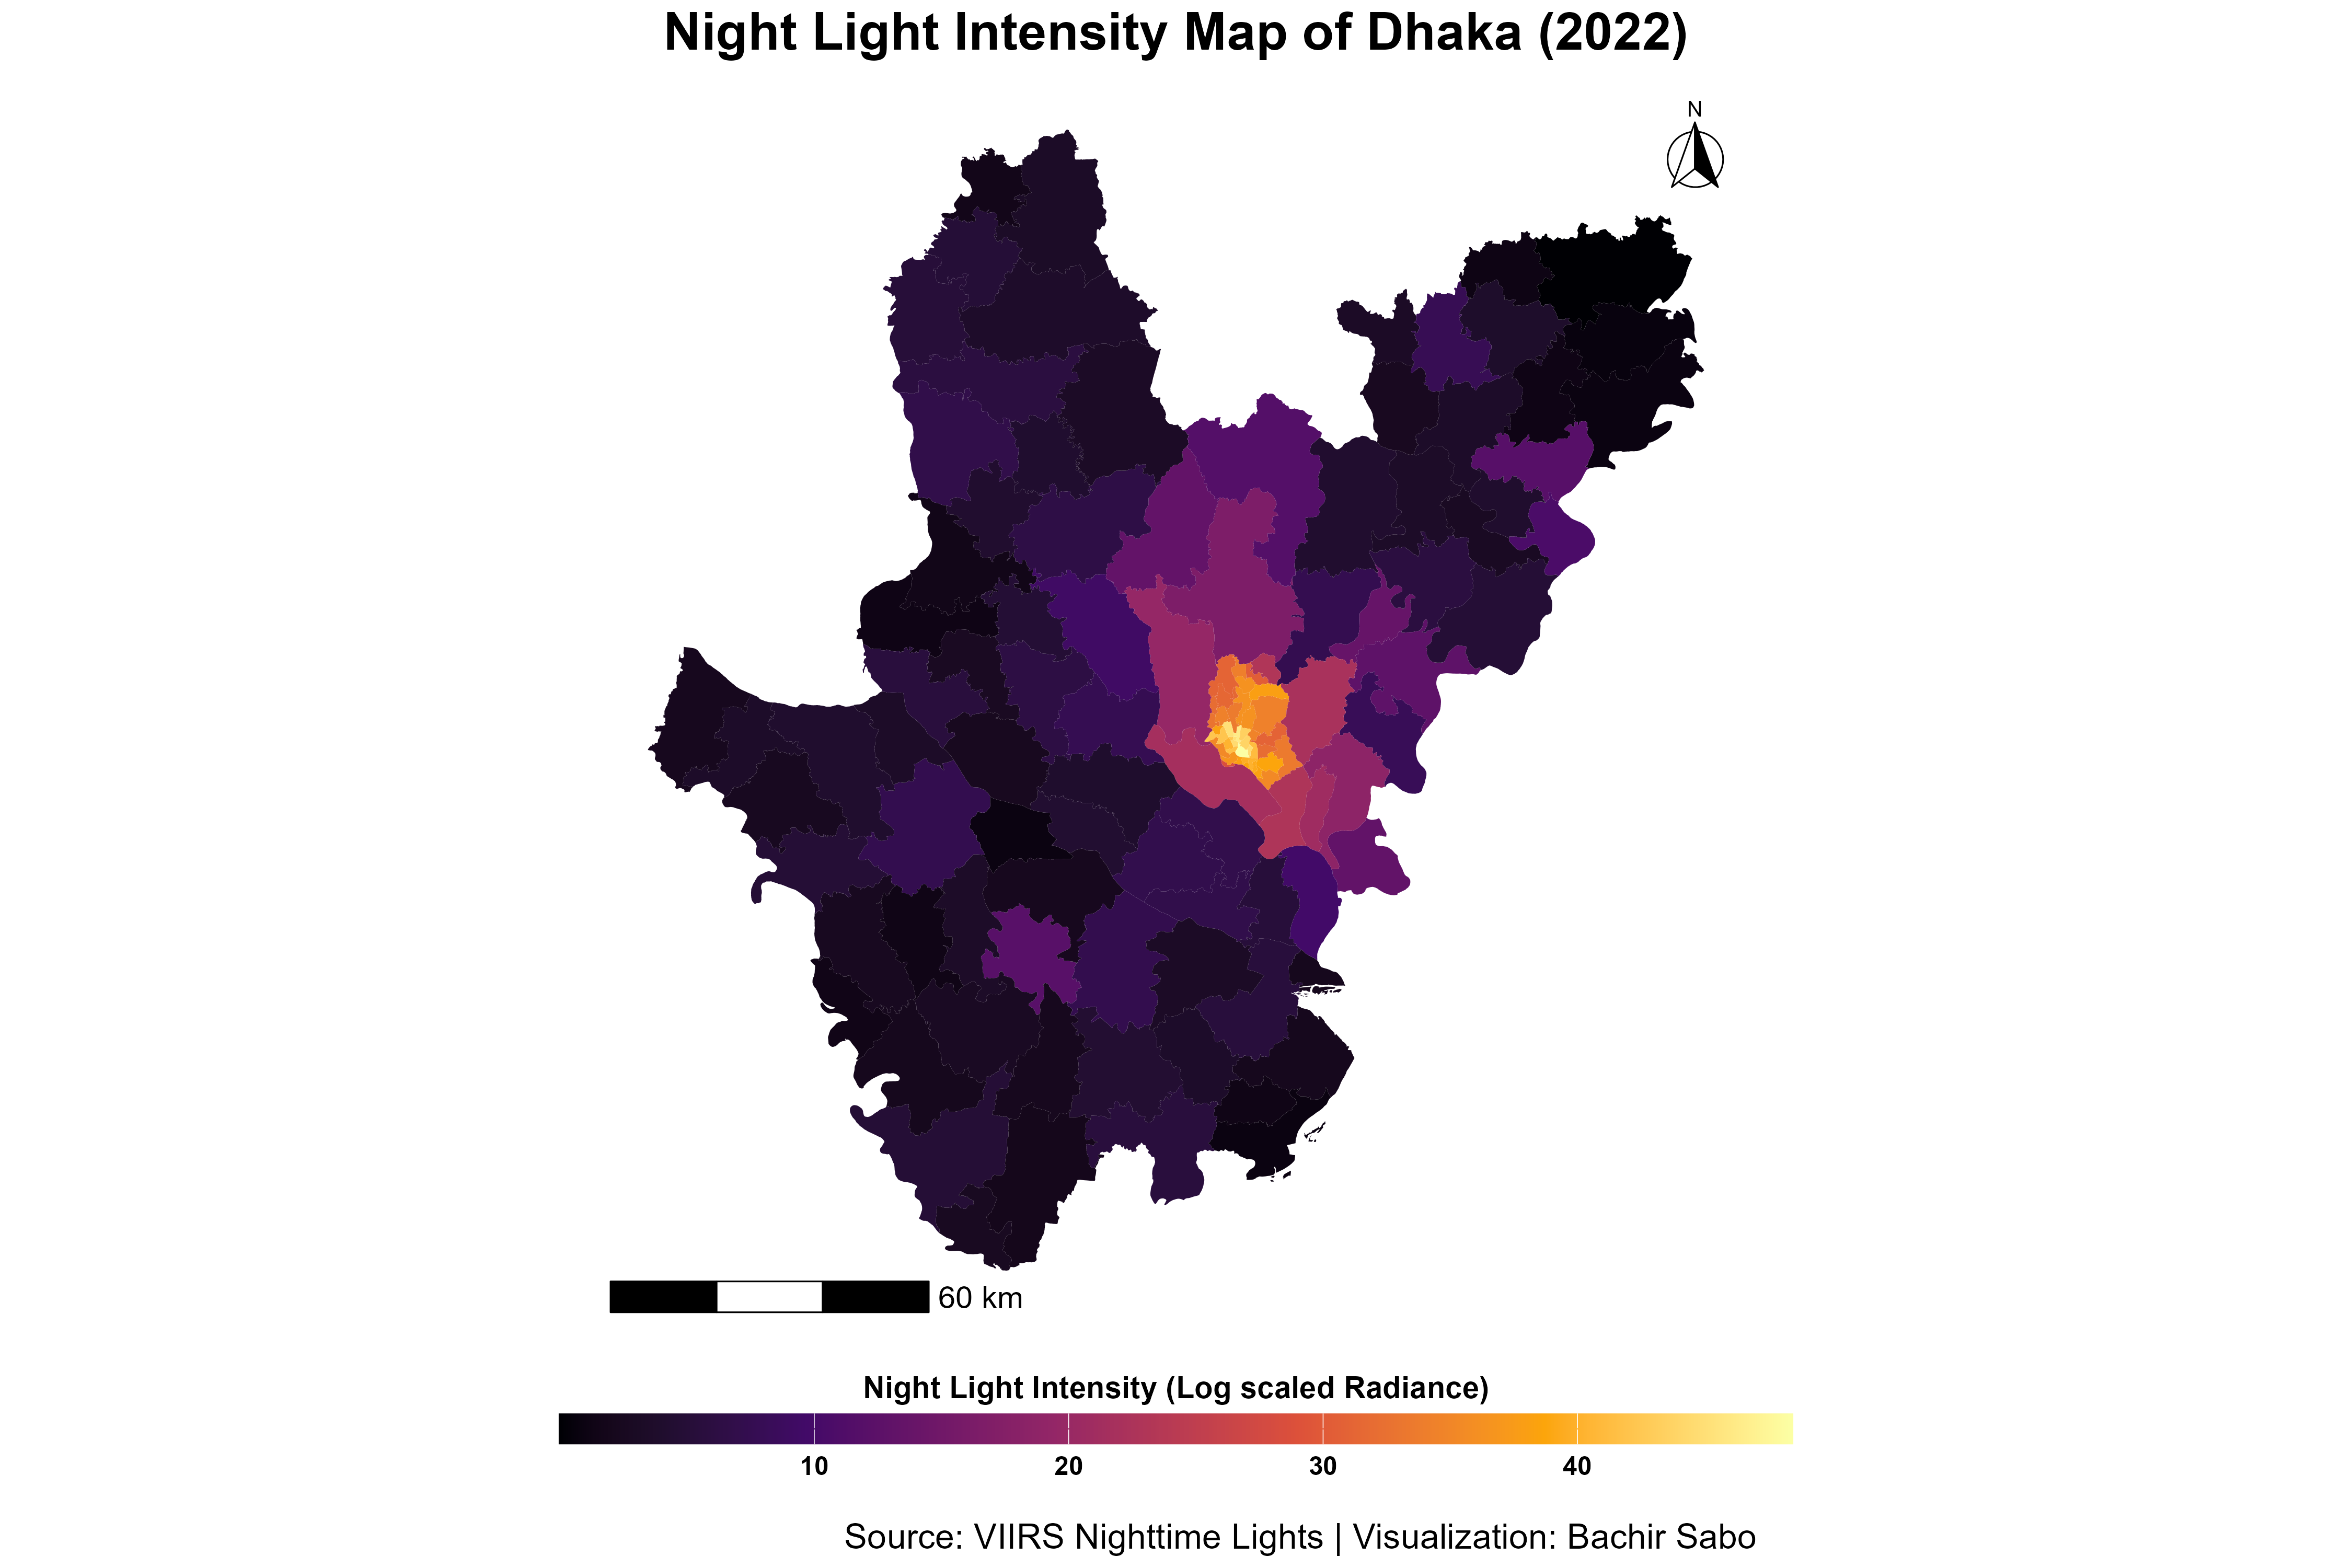 Night Light Intensity Map of Dhaka (2022)
N
60 km
Night Light Intensity (Log scaled Radiance)
10 20 30 40
Source: VIIRS Nighttime Lights | Visualization: Bachir Sabo